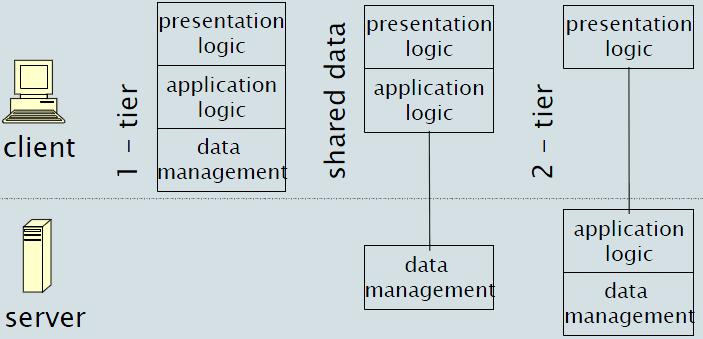 client
server
1 – tier
presentation
logic
application
logic
data
management
shared data
presentation
logic
application
logic
data
management
2 – tier
presentation
logic
application
logic
data
management